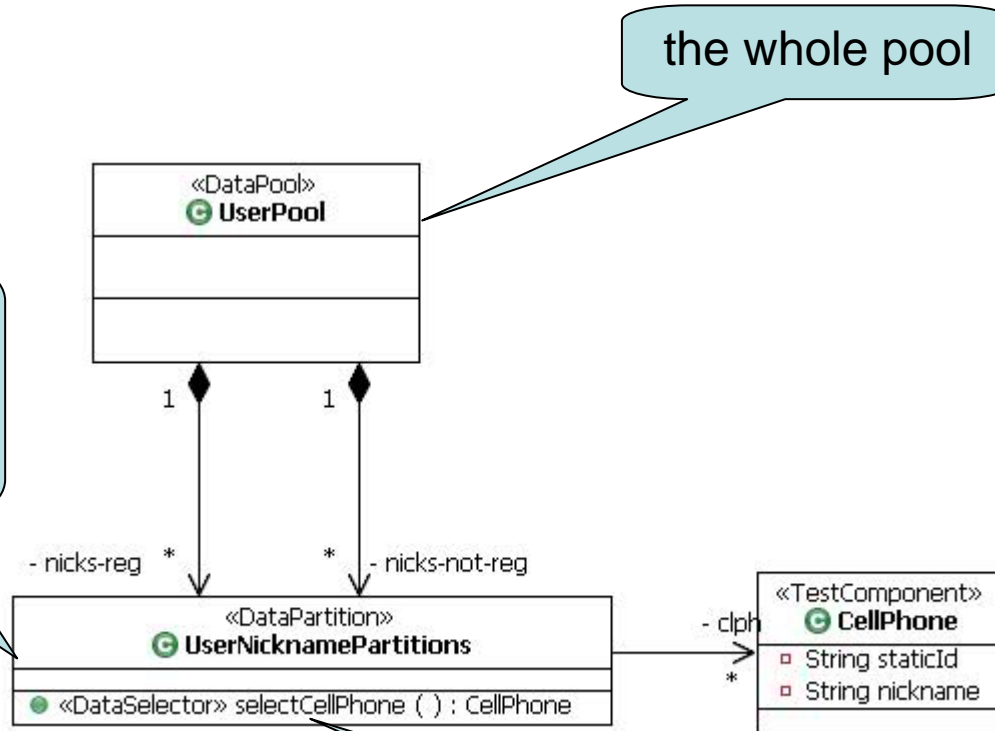 the whole pool
«DataPool»
C UserPool
1
1
- nicks-reg *
* - nicks-not-reg
«DataPartition»
C UserNicknamePartitions
«DataSelector» selectCellPhone ( ) : CellPhone
- clph
*
«TestComponent»
C CellPhone
String staticId
String nickname